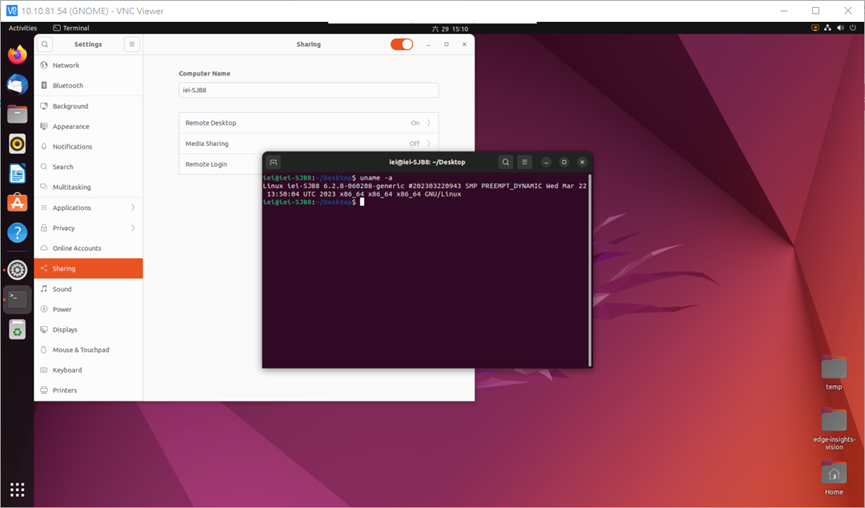 10.10.81.54 (GNOME) - VNC Viewer
Activities
Terminal
六 29 15:10
Settings
Sharing
Network
Bluetooth
Background
Appearance
Notifications
Search
Multitasking
Applications
Privacy
Online Accounts
Sharing
Sound
Power
Displays
Mouse & Touchpad
Keyboard
Printers
Computer Name
iei-SJB8
Remote Desktop On
Media Sharing Off
Remote Login
iei@iei-SJB8: ~/Desktop
iei@iei-SJB8:~/Desktop$ uname -a
Linux iei-SJB8 6.2.8-060208-generic #202303220943 SMP PREEMPT_DYNAMIC Wed Mar 22
13:50:04 UTC 2023 x86_64 x86_64 x86_64 GNU/Linux
iei@iei-SJB8:~/Desktop$
temp
edge-insights-
vision
Home